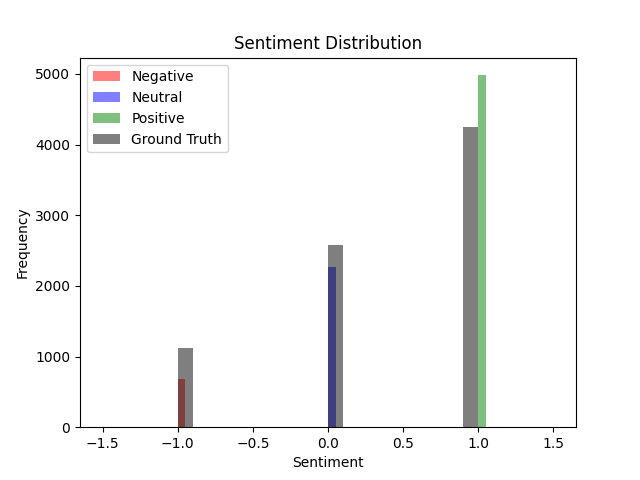 Sentiment Distribution
Negative
Neutral
Positive
Ground Truth
5000
4000
3000
2000
1000
0
Frequency
−1.5 −1.0 −0.5 0.0 0.5 1.0 1.5
Sentiment